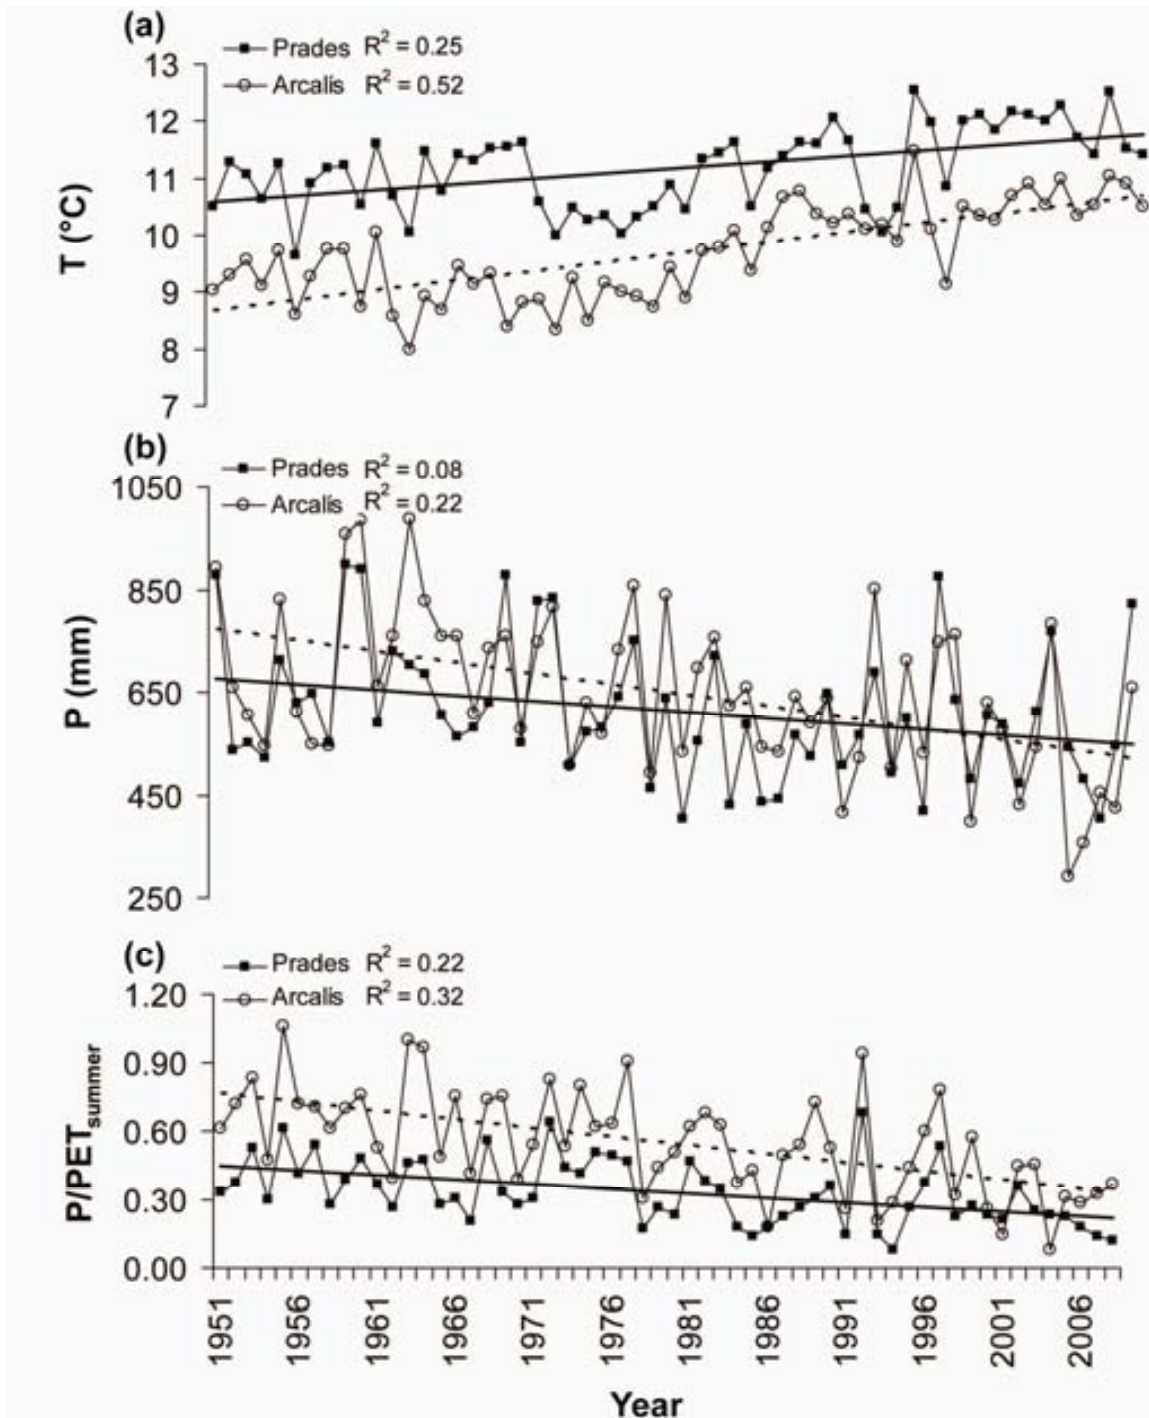 (a)
Prades R² = 0.25
Arcalis R² = 0.52
13
12
11
10
9
8
7
T (°C)
(b)
Prades R² = 0.08
Arcalis R² = 0.22
1050
850
650
450
250
P (mm)
(c)
Prades R² = 0.22
Arcalis R² = 0.32
1.20
0.90
0.60
0.30
0.00
P/PETsummer
1951 1956 1961 1966 1971 1976 1981 1986 1991 1996 2001 2006
Year